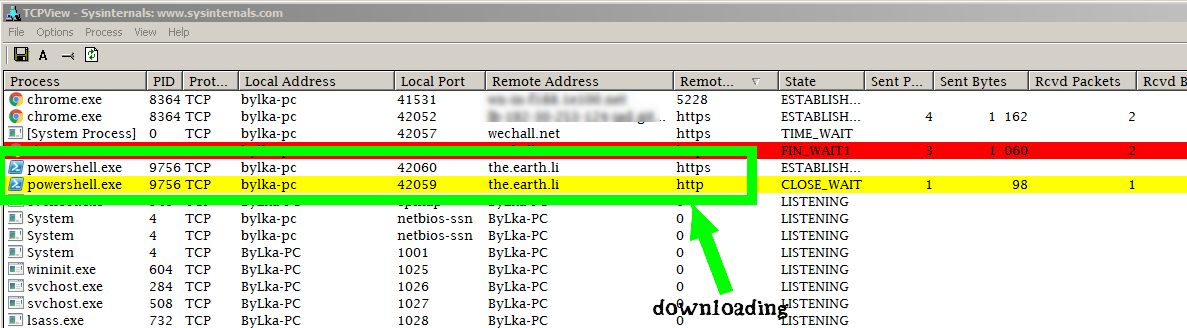 TCPView - Sysinternals: www.sysinternals.com
File Options Process View Help
A
Process PID Prot... Local Address Local Port Remote Address Remot... State Sent P... Sent Bytes Rcvd Packets Rcvd B
chrome.exe 8364 TCP bylka-pc 41531 5228 ESTABLISH...
chrome.exe 8364 TCP bylka-pc 42052 https ESTABLISH... 4 1 162 2
[System Process] 0 TCP bylka-pc 42057 wechall.net https TIME_WAIT
FIN_WAIT1 3 1 060 2
powershell.exe 9756 TCP bylka-pc 42060 the.earth.li https ESTABLISH...
powershell.exe 9756 TCP bylka-pc 42059 the.earth.li http CLOSE_WAIT 1 98 1
LISTENING
System 4 TCP bylka-pc netbios-ssn ByLka-PC 0 LISTENING
System 4 TCP bylka-pc netbios-ssn ByLka-PC 0 LISTENING
System 4 TCP ByLka-PC 1001 ByLka-PC 0 LISTENING
wininit.exe 604 TCP ByLka-PC 1025 ByLka-PC 0 LISTENING
svchost.exe 284 TCP ByLka-PC 1026 ByLka-PC 0 LISTENING
svchost.exe 508 TCP ByLka-PC 1027 ByLka-PC 0 LISTENING
lsass.exe 732 TCP ByLka-PC 1028 ByLka-PC 0 LISTENING
downloading